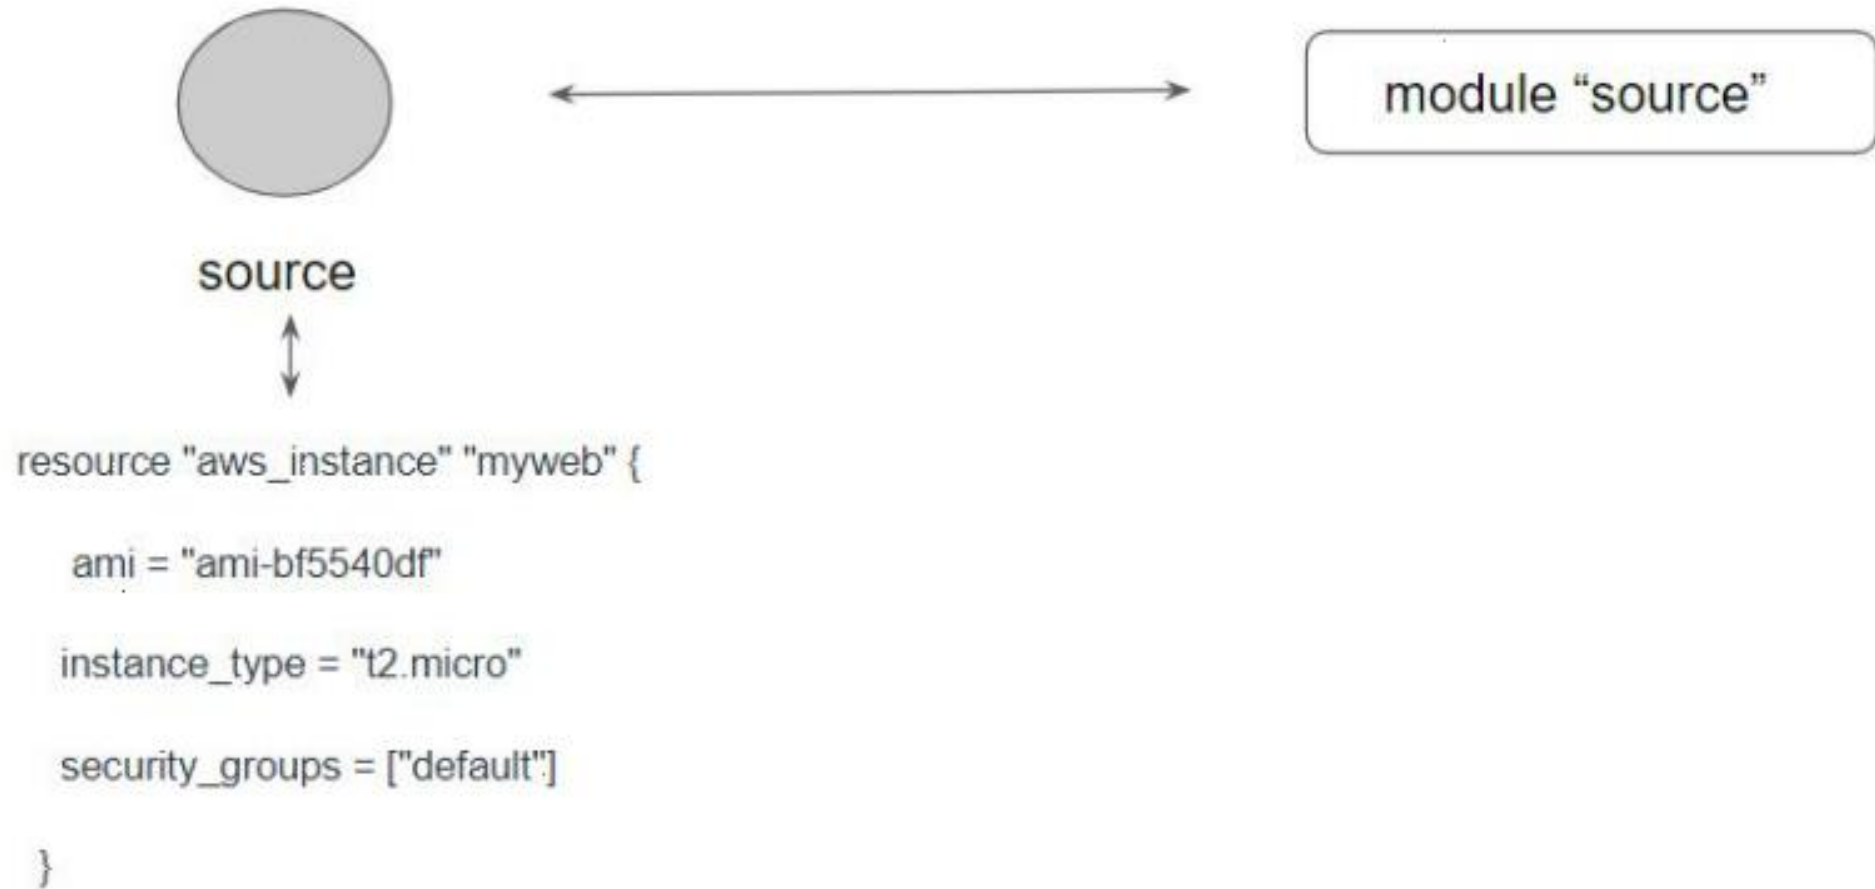 module “source”
source
resource "aws_instance" "myweb" {
ami = "ami-bf5540df"
instance_type = "t2.micro"
security_groups = ["default"]
}